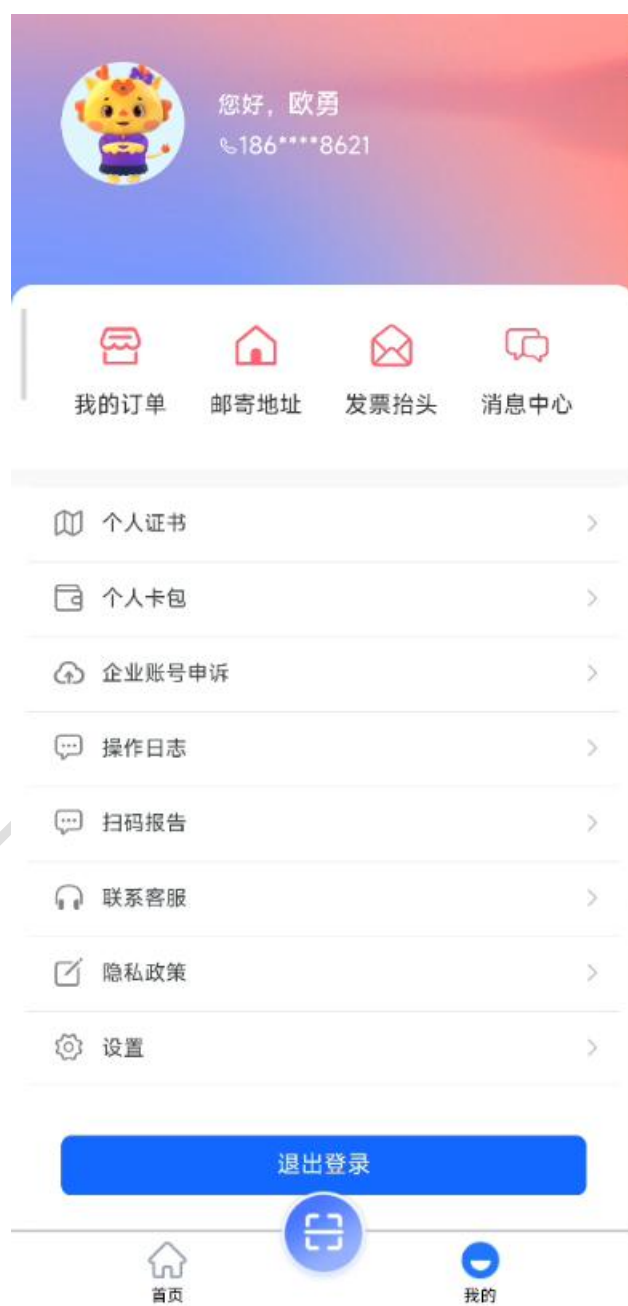 您好，欧勇
186****8621
我的订单 邮寄地址 发票抬头 消息中心
个人证书
个人卡包
企业账号申诉
操作日志
扫码报告
联系客服
隐私政策
设置
退出登录
首页 我的